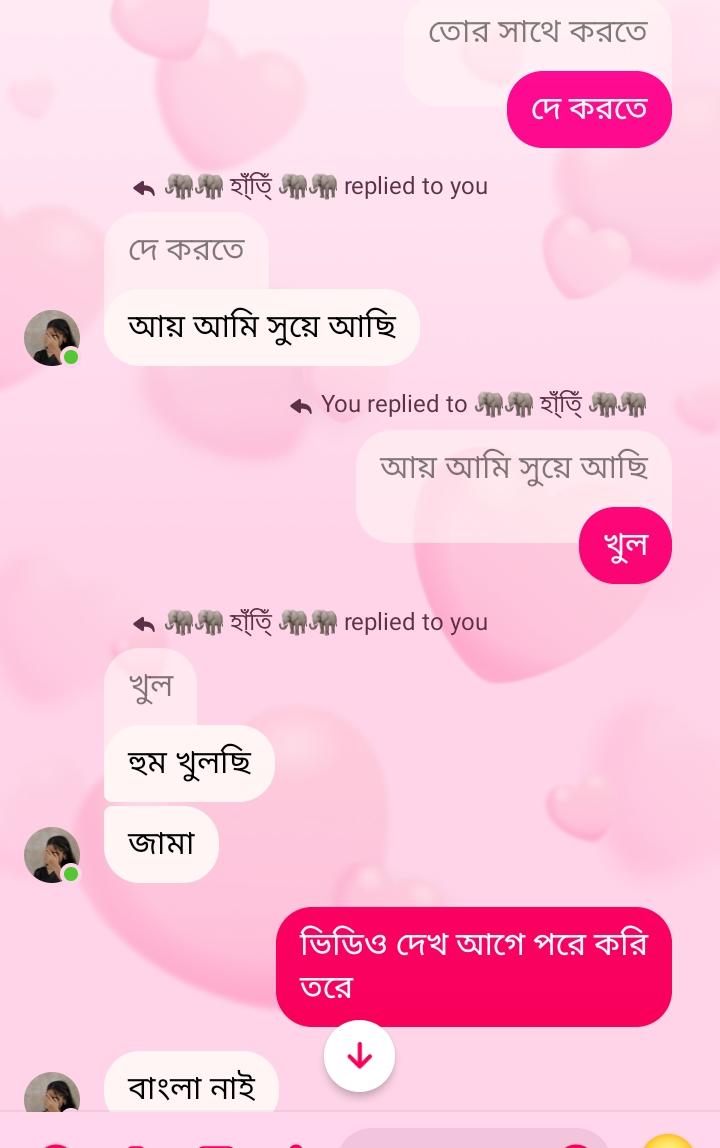 তোর সাথে করতে
দে করতে
🐘🐘 হাঁতিঁ 🐘🐘 replied to you
দে করতে
আয় আমি সুয়ে আছি
You replied to 🐘🐘 হাঁতিঁ 🐘🐘
আয় আমি সুয়ে আছি
খুল
🐘🐘 হাঁতিঁ 🐘🐘 replied to you
খুল
হুম খুলছি
জামা
ভিডিও দেখ আগে পরে করি
তরে
বাংলা নাই